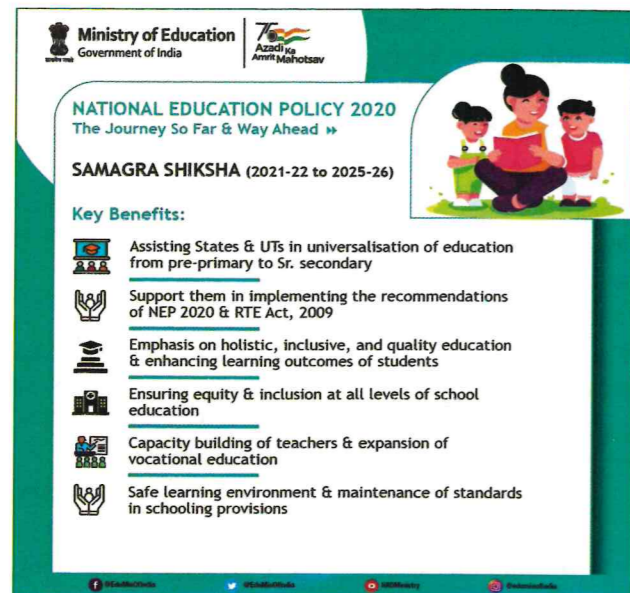 Ministry of Education
Government of India
Azadi Ka
Amrit Mahotsav
NATIONAL EDUCATION POLICY 2020
The Journey So Far & Way Ahead
SAMAGRA SHIKSHA (2021-22 to 2025-26)
Key Benefits:
Assisting States & UTs in universalisation of education
from pre-primary to Sr. secondary
Support them in implementing the recommendations
of NEP 2020 & RTE Act, 2009
Emphasis on holistic, inclusive, and quality education
& enhancing learning outcomes of students
Ensuring equity & inclusion at all levels of school
education
Capacity building of teachers & expansion of
vocational education
Safe learning environment & maintenance of standards
in schooling provisions